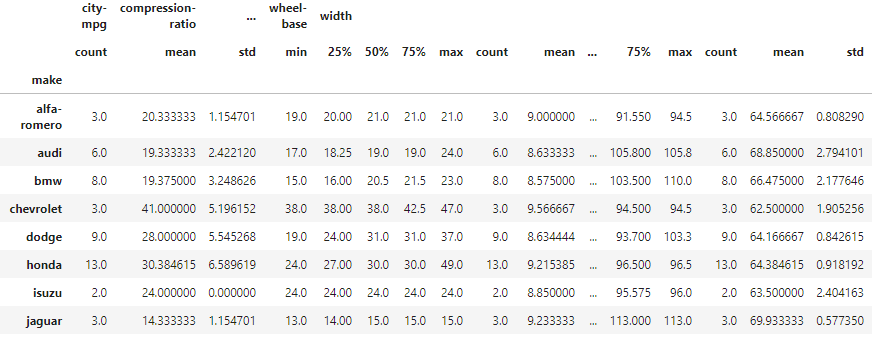 city-mpg compression-ratio ... wheel-base width
count mean std min 25% 50% 75% max count mean ... 75% max count mean std
make
alfa-romero 3.0 20.333333 1.154701 19.0 20.00 21.0 21.0 21.0 3.0 9.000000 ... 91.550 94.5 3.0 64.566667 0.808290
audi 6.0 19.333333 2.422120 17.0 18.25 19.0 19.0 24.0 6.0 8.633333 ... 105.800 105.8 6.0 68.850000 2.794101
bmw 8.0 19.375000 3.248626 15.0 16.00 20.5 21.5 23.0 8.0 8.575000 ... 103.500 110.0 8.0 66.475000 2.177646
chevrolet 3.0 41.000000 5.196152 38.0 38.00 38.0 42.5 47.0 3.0 9.566667 ... 94.500 94.5 3.0 62.500000 1.905256
dodge 9.0 28.000000 5.545268 19.0 24.00 31.0 31.0 37.0 9.0 8.634444 ... 93.700 103.3 9.0 64.166667 0.842615
honda 13.0 30.384615 6.589619 24.0 27.00 30.0 30.0 49.0 13.0 9.215385 ... 96.500 96.5 13.0 64.384615 0.918192
isuzu 2.0 24.000000 0.000000 24.0 24.00 24.0 24.0 24.0 2.0 8.850000 ... 95.575 96.0 2.0 63.500000 2.404163
jaguar 3.0 14.333333 1.154701 13.0 14.00 15.0 15.0 15.0 3.0 9.233333 ... 113.000 113.0 3.0 69.933333 0.577350